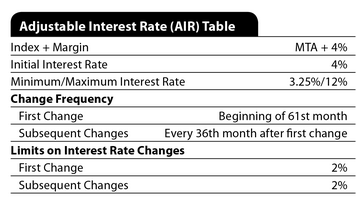 Adjustable Interest Rate (AIR) Table
Index + Margin MTA + 4%
Initial Interest Rate 4%
Minimum/Maximum Interest Rate 3.25%/12%
Change Frequency
First Change Beginning of 61st month
Subsequent Changes Every 36th month after first change
Limits on Interest Rate Changes
First Change 2%
Subsequent Changes 2%